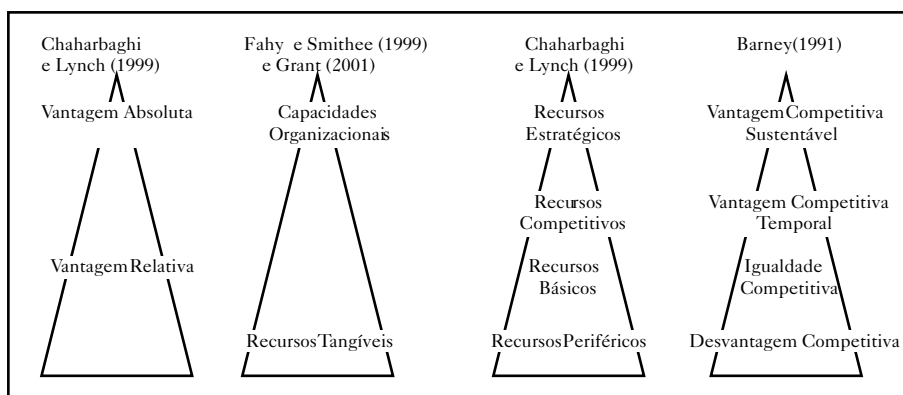 Chaharbaghi
e Lynch (1999)
Vantagem Absoluta
Vantagem Relativa
Fahy e Smithee (1999)
e Grant (2001)
Capacidades
Organizacionais
Recursos Tangíveis
Chaharbaghi
e Lynch (1999)
Recursos
Estratégicos
Recursos
Competitivos
Recursos
Básicos
Recursos Periféricos
Barney(1991)
Vantagem Competitiva
Sustentável
Vantagem Competitiva
Temporal
Igualdade
Competitiva
Desvantagem Competitiva